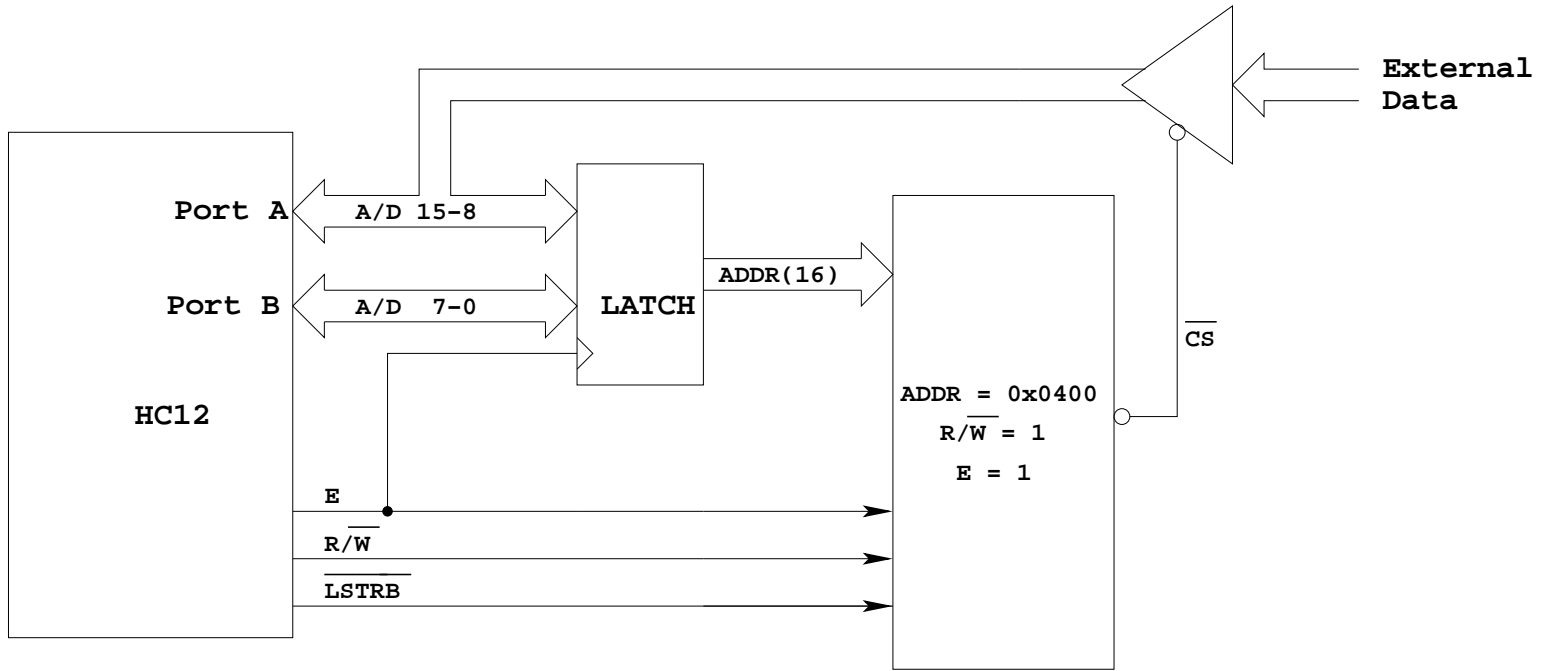 External
Data
Port A
A/D 15-8
ADDR(16)
Port B
A/D 7-0
LATCH
CS
ADDR = 0x0400
HC12
R/W = 1
E = 1
E
R/W
LSTRB